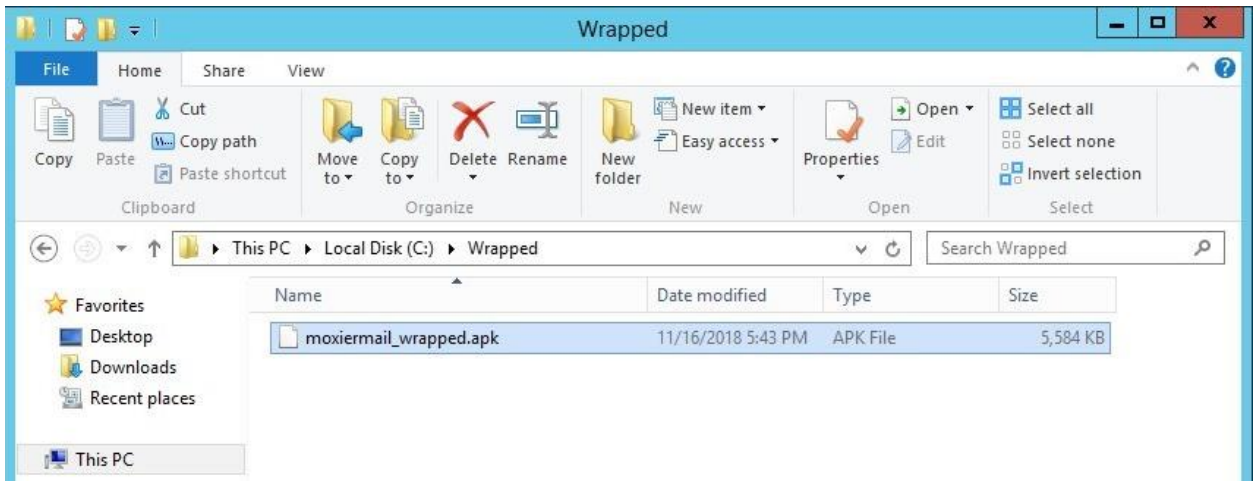 Wrapped
File Home Share View
Copy
Paste
Cut
Copy path
Paste shortcut
Clipboard
Move to
Copy to
Delete
Rename
Organize
New folder
New item
Easy access
New
Properties
Open
Edit
Open
Select all
Select none
Invert selection
Select
This PC Local Disk (C:) Wrapped
Search Wrapped
Favorites
Desktop
Downloads
Recent places
This PC
Name Date modified Type Size
moxiermail_wrapped.apk 11/16/2018 5:43 PM APK File 5,584 KB